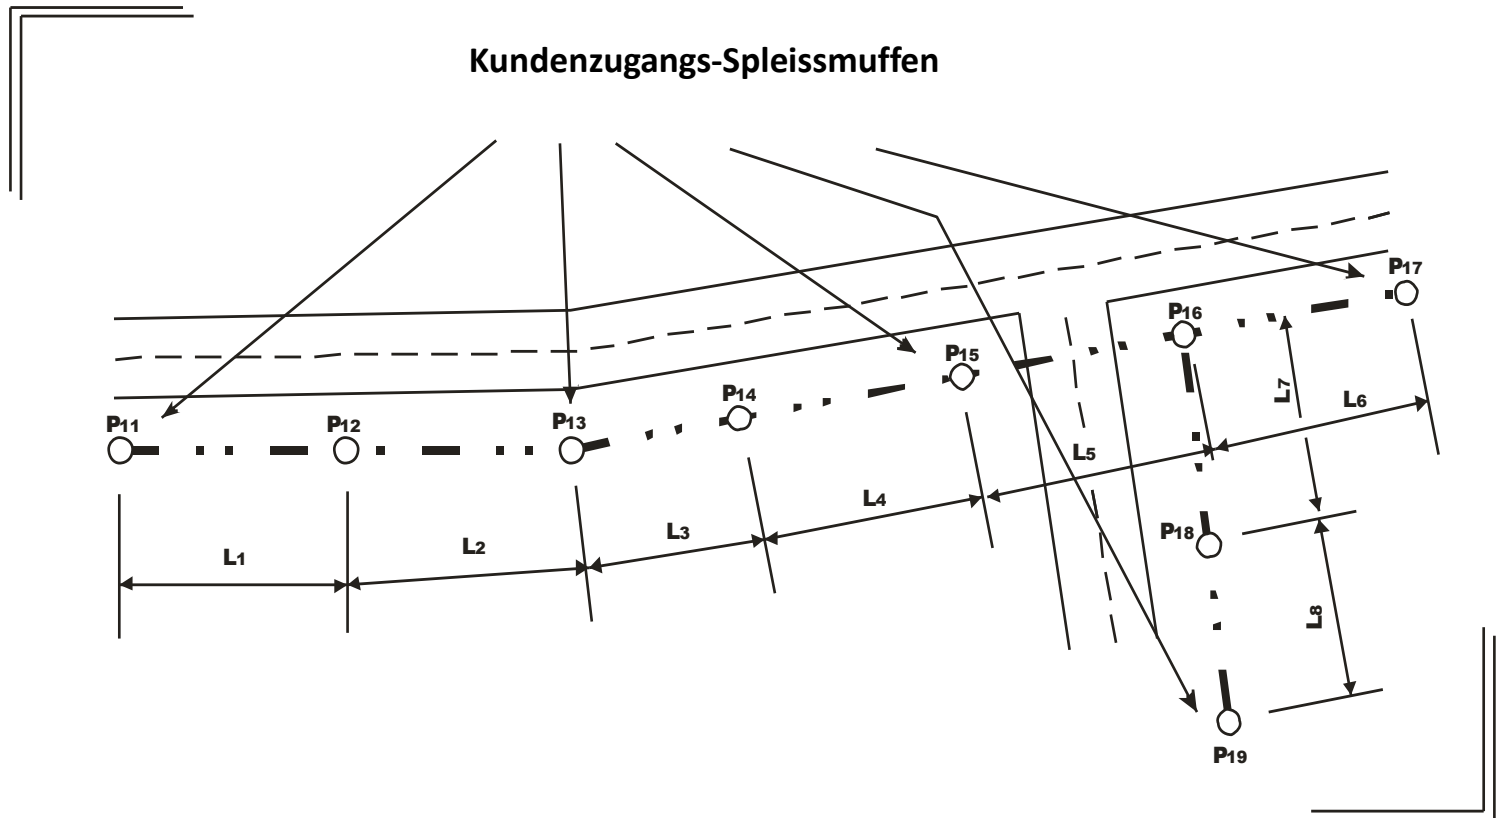 Kundenzugangs-Spleissmuffen
P17
P16
P15
L7
L6
P14
P11
P12
P13
L5
L4
P18
L3
L2
L1
L8
P19